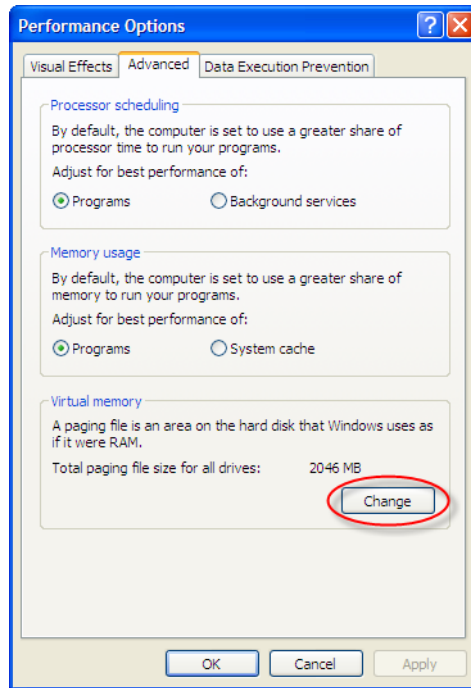 Performance Options
Visual Effects Advanced Data Execution Prevention
Processor scheduling
By default, the computer is set to use a greater share of
processor time to run your programs.
Adjust for best performance of:
Programs Background services
Memory usage
By default, the computer is set to use a greater share of
memory to run your programs.
Adjust for best performance of:
Programs System cache
Virtual memory
A paging file is an area on the hard disk that Windows uses as
if it were RAM.
Total paging file size for all drives: 2046 MB
Change
OK Cancel Apply